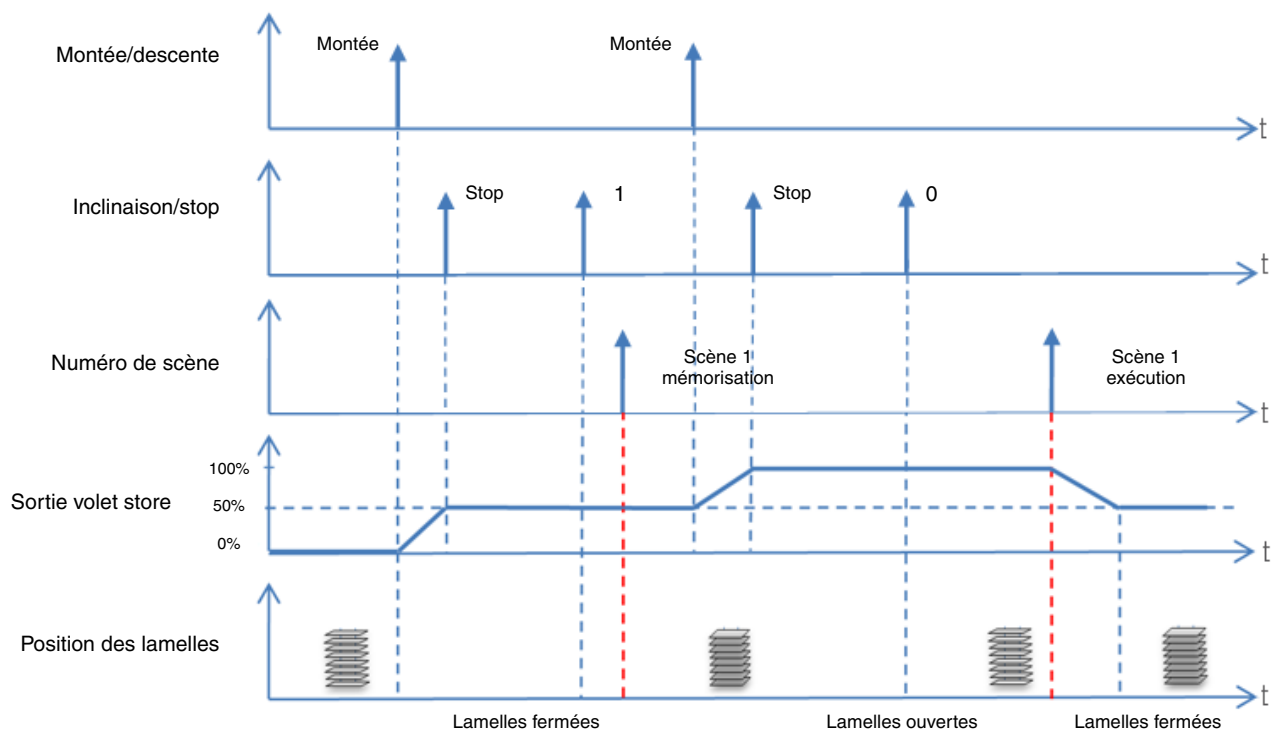 Montée/descente
Montée
Montée
t
Inclinaison/stop
Stop
1
Stop
0
t
Numéro de scène
Scène 1
mémorisation
Scène 1
exécution
t
Sortie volet store
100%
50%
0%
t
Position des lamelles
t
Lamelles fermées
Lamelles ouvertes
Lamelles fermées